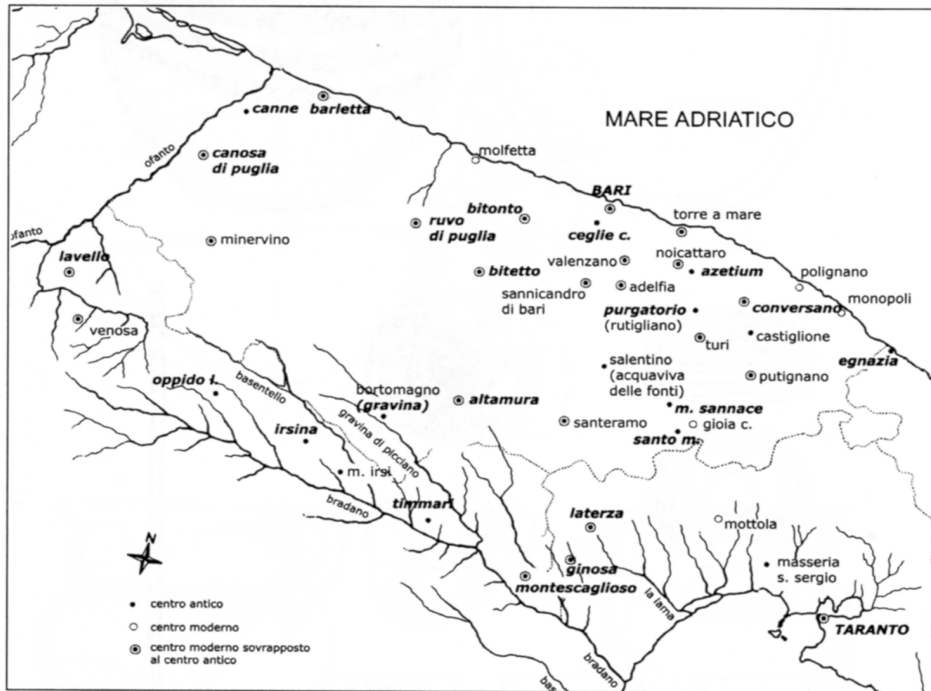 canne
barletta
MARE ADRIATICO
molfetta
ofanto
canosa
di puglia
BARI
bitonto
torre a mare
ruvo
di puglia
ceglie c.
ofanto
minervino
noicattaro
valenzano
lavello
bitetto
azetium
polignano
sannicandro
di bari
adelfia
monopoli
purgatorio
(rutigliano)
conversano
venosa
castiglione
turi
egnazia
salentino
(acquaviva
delle fonti)
oppido l.
basentello
bortomagno
(gravina)
putignano
altamura
m. sannace
irsina
gravina di picciano
santeramo
gioia c.
santo m.
m. irsi
bradano
timmari
laterza
mottola
masseria
s. sergio
ginosa
montescaglioso
la lama
N
centro antico
TARANTO
centro moderno
centro moderno sovrapposto
al centro antico
bradano
bas